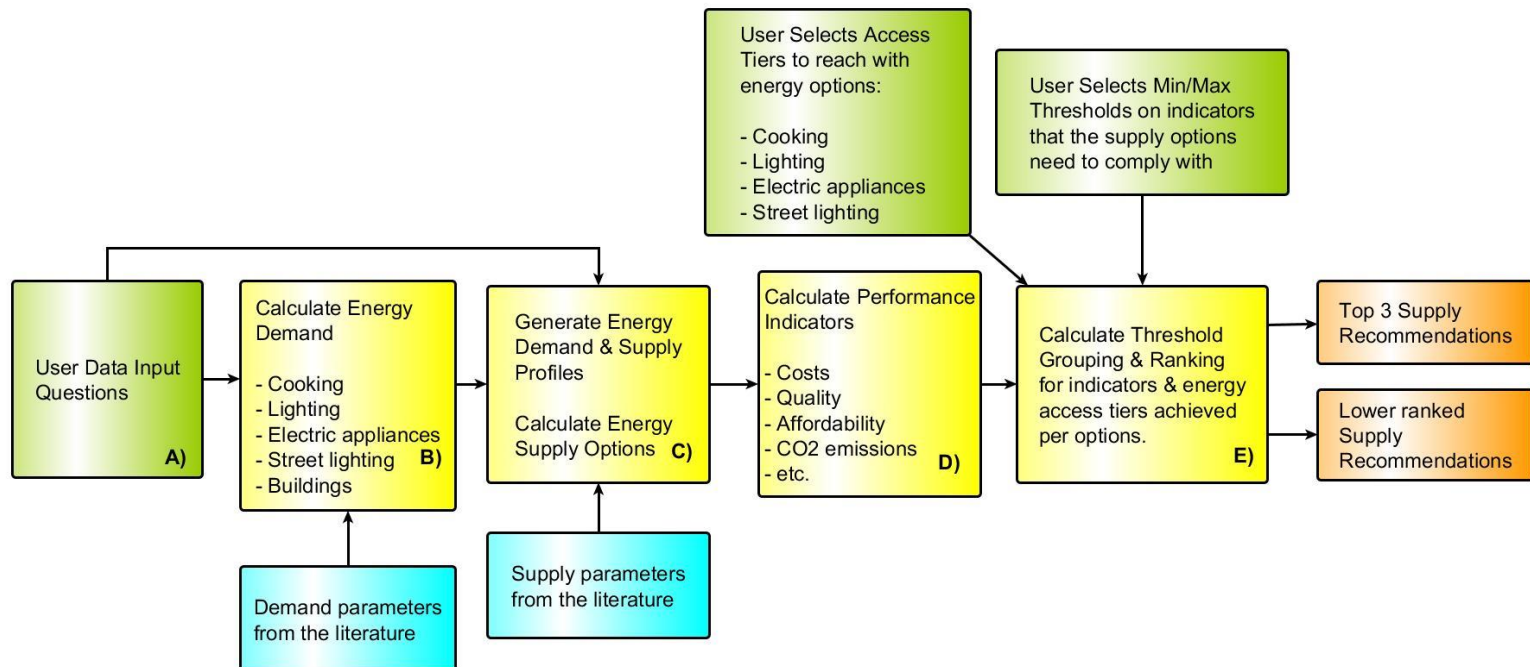 User Selects Access
Tiers to reach with
energy options:
- Cooking
- Lighting
- Electric appliances
- Street lighting
User Selects Min/Max
Thresholds on indicators
that the supply options
need to comply with
User Data Input
Questions
A)
Calculate Energy
Demand
- Cooking
- Lighting
- Electric appliances
- Street lighting
- Buildings
B)
Generate Energy
Demand & Supply
Profiles
Calculate Energy
Supply Options
C)
Calculate Performance
Indicators
- Costs
- Quality
- Affordability
- CO2 emissions
- etc.
D)
Calculate Threshold
Grouping & Ranking
for indicators & energy
access tiers achieved
per options.
E)
Top 3 Supply
Recommendations
Lower ranked
Supply
Recommendations
Demand parameters
from the literature
Supply parameters
from the literature